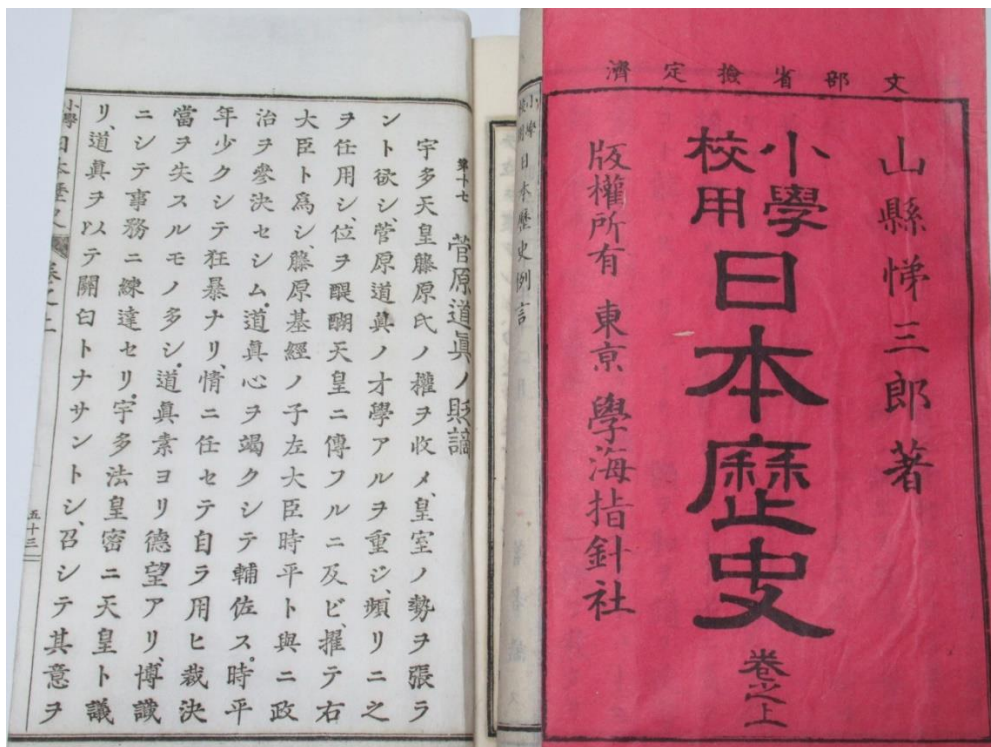 文部省檢定濟
山縣悌三郎著
小學校用
日本歷史
卷之上
版權所有 東京 學海指針社
小學校用日本歷史例言
第十七 菅原道眞ノ貶謫
宇多天皇藤原氏ノ權ヲ收メ、皇室ノ勢ヲ張ラ
ント欲シ、菅原道眞ノ才學アルヲ重ジ、頻リニ之
ヲ仕用シ、位ヲ醍醐天皇ニ傳フルニ及ビ、擢テ右
大臣ト爲シ、藤原基經ノ子左大臣時平ト與ニ政
治ヲ參決セシム、道眞心ヲ竭クシテ輔佐ス。時平
年少クシテ狂暴ナリ、情ニ任セテ自ラ用ヒ裁決
當ヲ失スルモノ多シ、道眞素ヨリ德望アリ、博識
ニシテ事務ニ練達セリ。宇多法皇密ニ天皇ト議
リ、道眞ヲ以テ關白トナサントシ、召シテ其意ヲ
小學日本歷史 卷之二
五十三